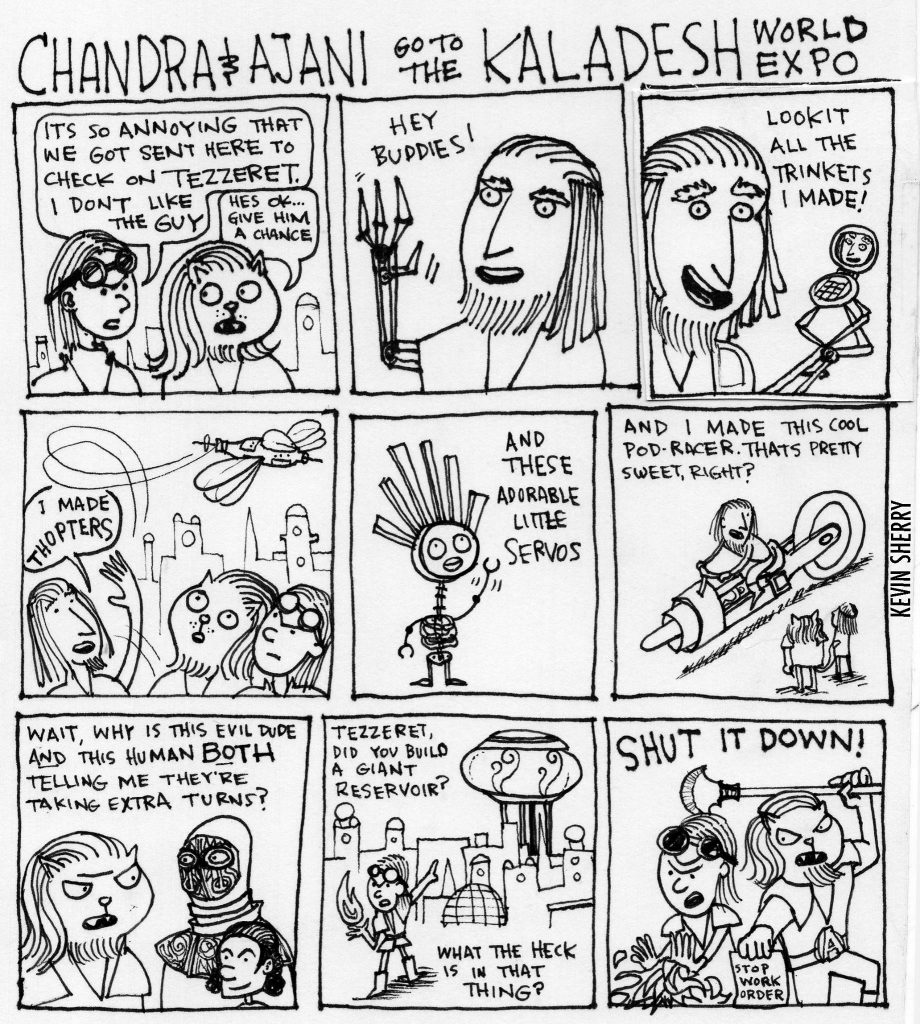 CHANDRA & AJANI GO TO THE KALADESH WORLD EXPO
ITS SO ANNOYING THAT
WE GOT SENT HERE TO
CHECK ON TEZZERET.
I DONT LIKE
THE GUY
HES OK...
GIVE HIM
A CHANCE
HEY
BUDDIES!
LOOKIT
ALL THE
TRINKETS
I MADE!
I MADE
THOPTERS
AND
THESE
ADORABLE
LITTLE
SERVOS
AND I MADE THIS COOL
POD-RACER. THATS PRETTY
SWEET, RIGHT?
KEVIN SHERRY
WAIT, WHY IS THIS EVIL DUDE
AND THIS HUMAN BOTH
TELLING ME THEY'RE
TAKING EXTRA TURNS?
TEZZERET,
DID YOU BUILD
A GIANT
RESERVOIR?
WHAT THE HECK
IS IN THAT
THING?
SHUT IT DOWN!
A
STOP
WORK
ORDER